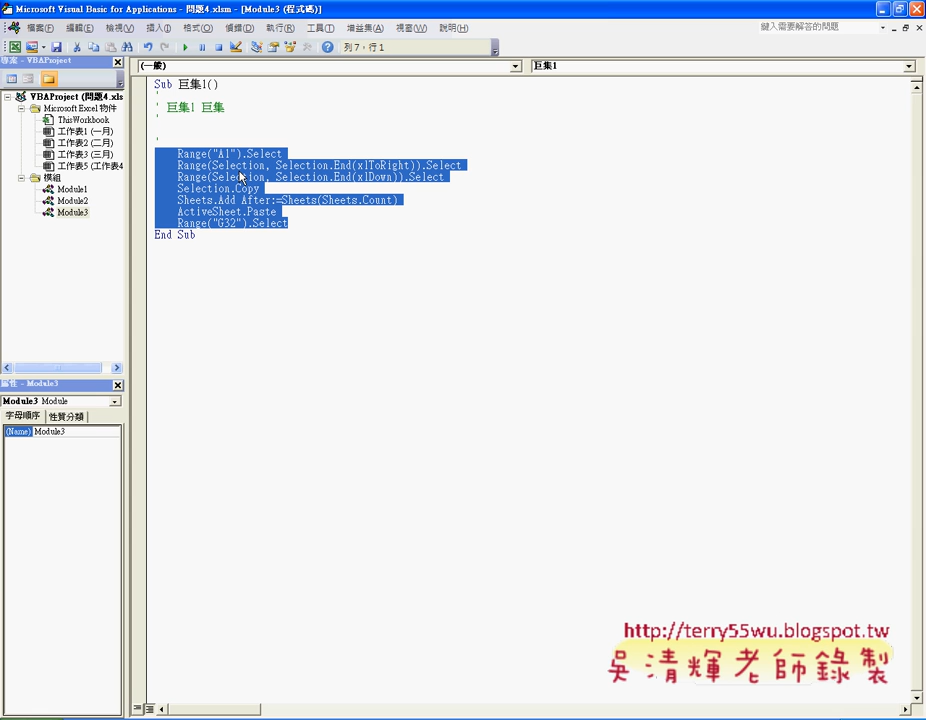 Microsoft Visual Basic for Applications - 問題4.xlsm - [Module3 (程式碼)]
檔案(F) 編輯(E) 檢視(V) 插入(I) 格式(O) 偵錯(D) 執行(R) 工具(T) 增益集(A) 視窗(W) 說明(H)
鍵入需要解答的問題
列 7，行 1
專案 - VBAProject
(一般)
巨集1
VBAProject (問題4.xls
Microsoft Excel 物件
ThisWorkbook
工作表1 (一月)
工作表2 (二月)
工作表3 (三月)
工作表5 (工作表4
模組
Module1
Module2
Module3
屬性 - Module3
Module3 Module
字母順序 性質分類
(Name) Module3
Sub 巨集1()
'
' 巨集1 巨集
'
'
Range("A1").Select
Range(Selection, Selection.End(xlToRight)).Select
Range(Selection, Selection.End(xlDown)).Select
Selection.Copy
Sheets.Add After:=Sheets(Sheets.Count)
ActiveSheet.Paste
Range("G32").Select
End Sub
http://terry55wu.blogspot.tw
吳清輝老師錄製